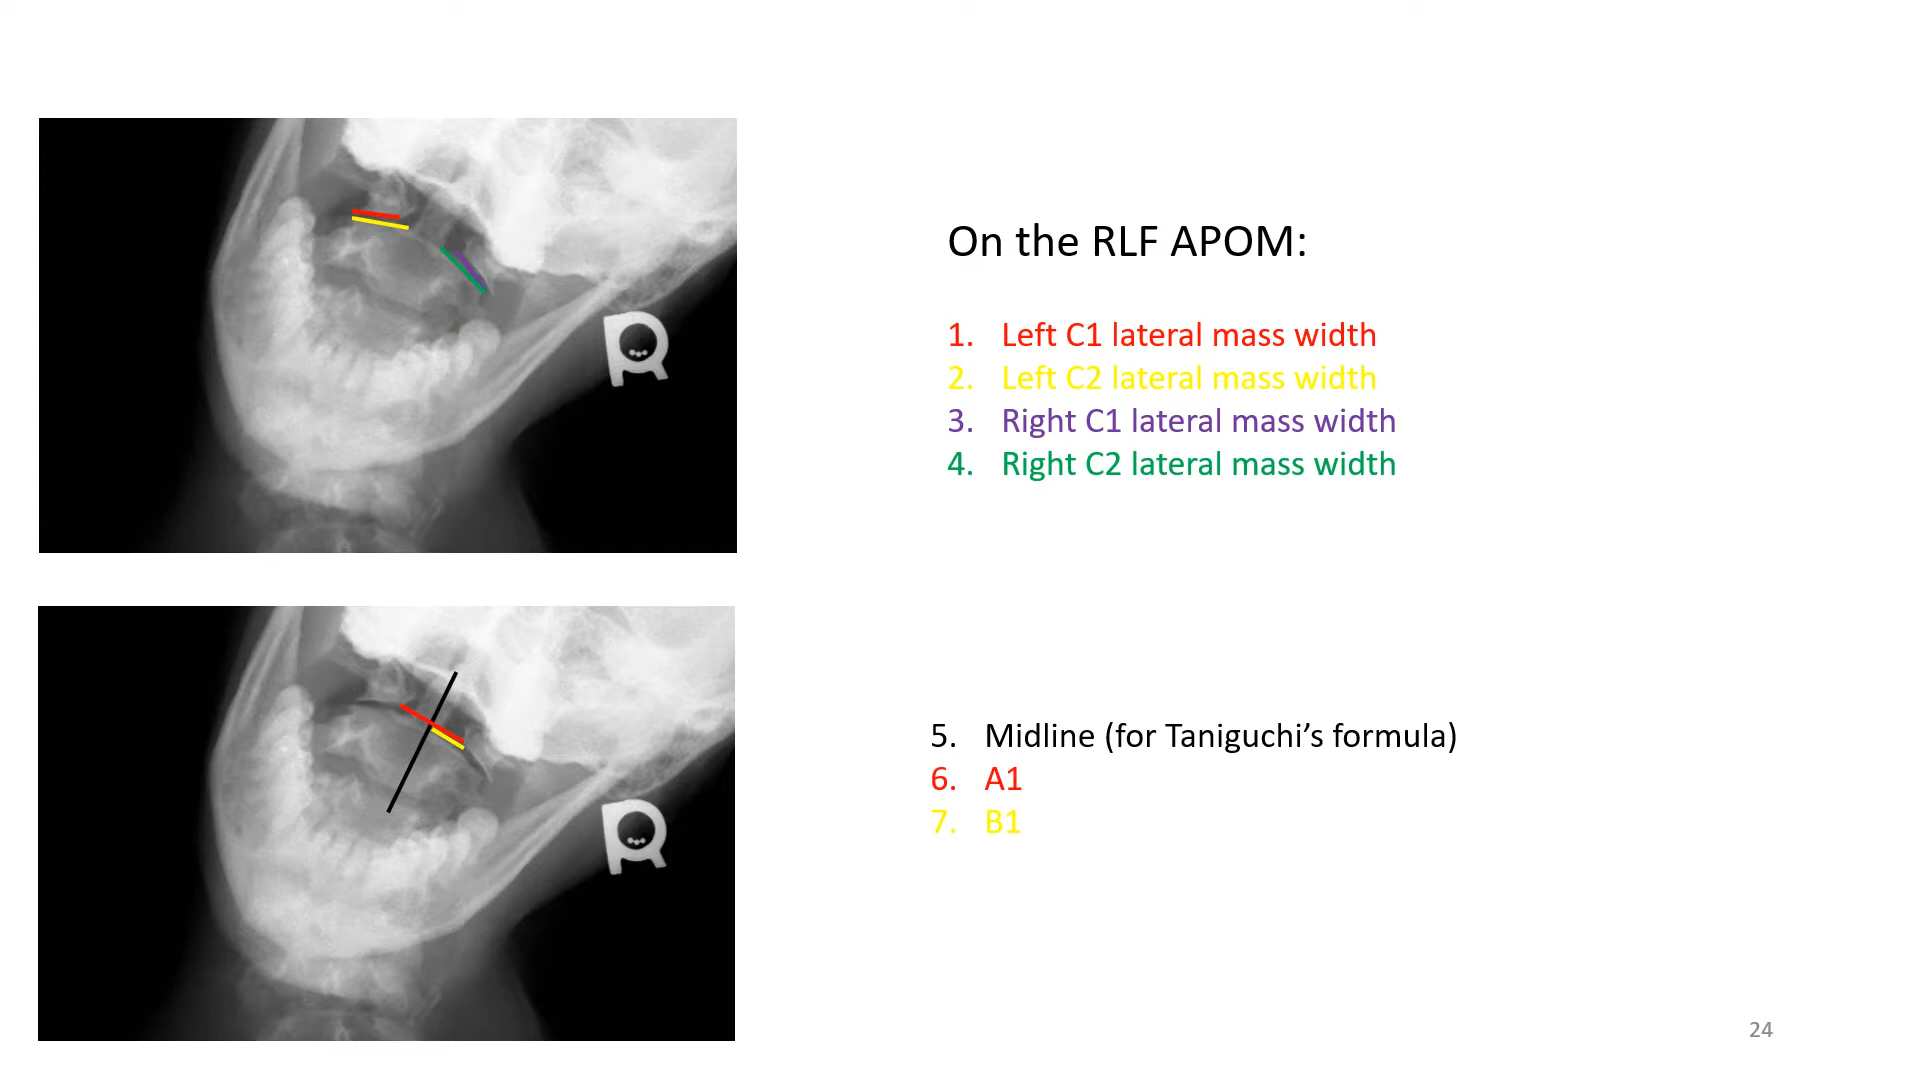 On the RLF APOM:
1. Left C1 lateral mass width
2. Left C2 lateral mass width
3. Right C1 lateral mass width
4. Right C2 lateral mass width
R
5. Midline (for Taniguchi’s formula)
6. A1
7. B1
R
24